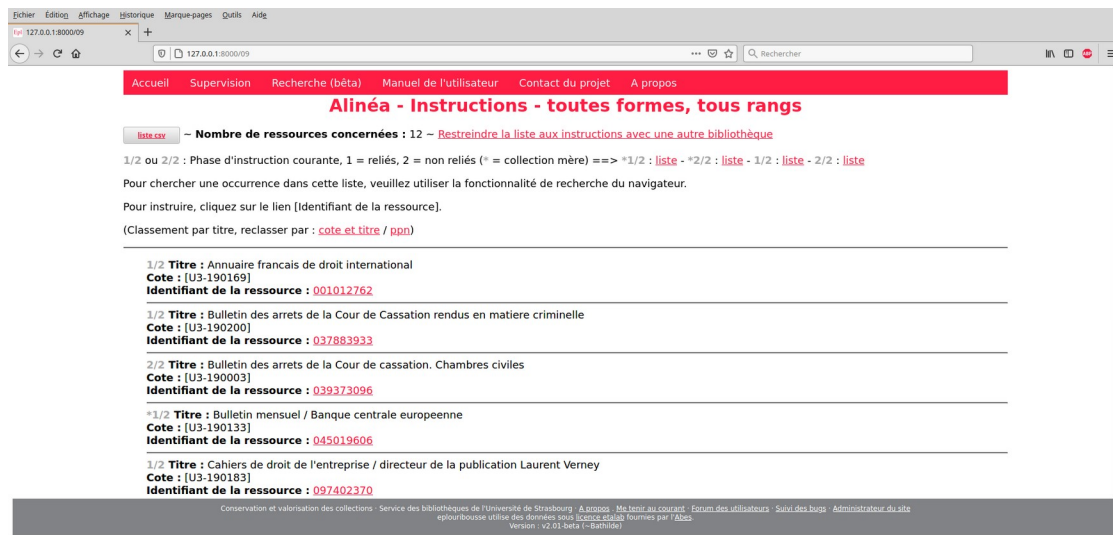 Fichier Édition Affichage Historique Marque-pages Outils Aide
Epl 127.0.0.1:8000/09 × +
127.0.0.1:8000/09 ••• Rechercher ABP
Accueil Supervision Recherche (bêta) Manuel de l'utilisateur Contact du projet A propos
Alinéa - Instructions - toutes formes, tous rangs
liste csv ~ Nombre de ressources concernées : 12 ~ Restreindre la liste aux instructions avec une autre bibliothèque
1/2 ou 2/2 : Phase d'instruction courante, 1 = reliés, 2 = non reliés (* = collection mère) ==> *1/2 : liste - *2/2 : liste - 1/2 : liste - 2/2 : liste
Pour chercher une occurrence dans cette liste, veuillez utiliser la fonctionnalité de recherche du navigateur.
Pour instruire, cliquez sur le lien [Identifiant de la ressource].
(Classement par titre, reclasser par : cote et titre / ppn)
1/2 Titre : Annuaire francais de droit international
Cote : [U3-190169]
Identifiant de la ressource : 001012762
1/2 Titre : Bulletin des arrets de la Cour de Cassation rendus en matiere criminelle
Cote : [U3-190200]
Identifiant de la ressource : 037883933
2/2 Titre : Bulletin des arrets de la Cour de cassation. Chambres civiles
Cote : [U3-190003]
Identifiant de la ressource : 039373096
*1/2 Titre : Bulletin mensuel / Banque centrale europeenne
Cote : [U3-190133]
Identifiant de la ressource : 045019606
1/2 Titre : Cahiers de droit de l'entreprise / directeur de la publication Laurent Verney
Cote : [U3-190183]
Identifiant de la ressource : 097402370
Conservation et valorisation des collections · Service des bibliothèques de l'Université de Strasbourg · A propos · Me tenir au courant · Forum des utilisateurs · Suivi des bugs · Administrateur du site
eplouribousse utilise des données sous licence etalab fournies par l'Abes.
Version : v2.01-beta (~Bathilde)